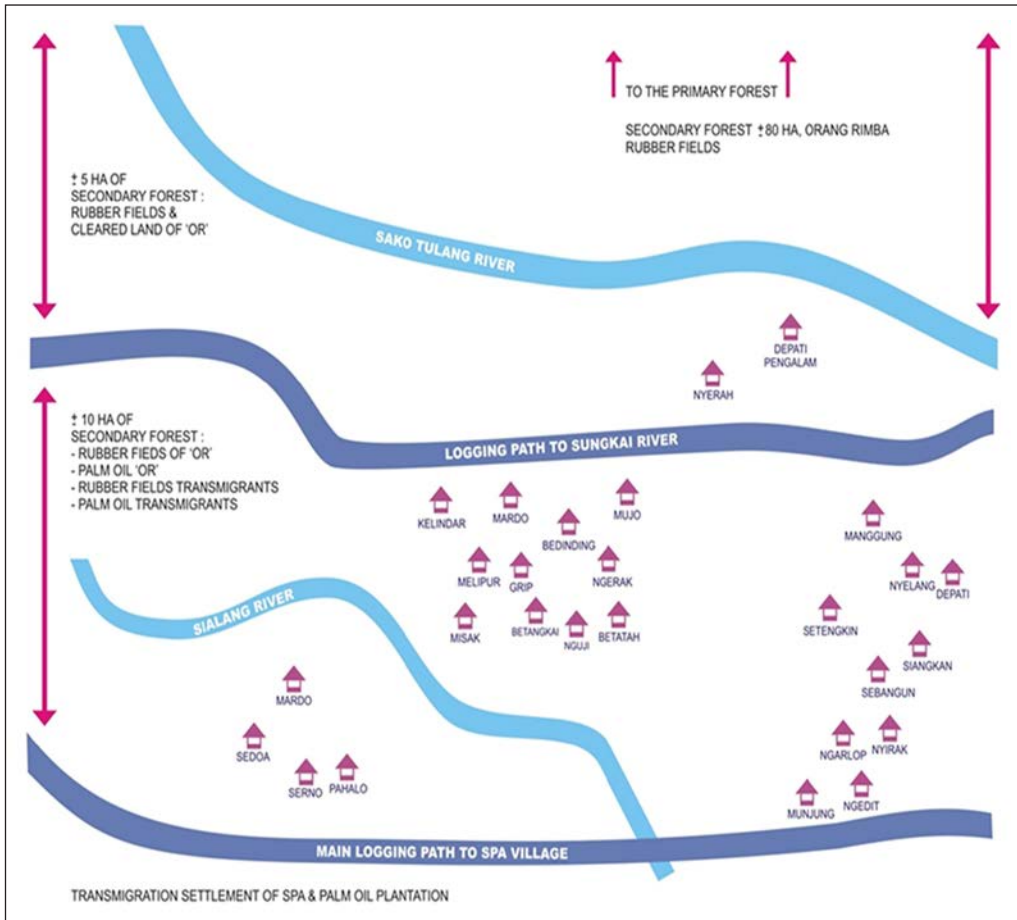 TO THE PRIMARY FOREST
SECONDARY FOREST ±80 HA, ORANG RIMBA
RUBBER FIELDS
± 5 HA OF
SECONDARY FOREST :
RUBBER FIELDS &
CLEARED LAND OF 'OR'
SAKO TULANG RIVER
DEPATI
PENGALAM
NYERAH
± 10 HA OF
SECONDARY FOREST :
- RUBBER FIEDS OF 'OR'
- PALM OIL 'OR'
- RUBBER FIELDS TRANSMIGRANTS
- PALM OIL TRANSMIGRANTS
LOGGING PATH TO SUNGKAI RIVER
KELINDAR
MARDO
MUJO
BEDINDING
MANGGUNG
MELIPUR
GRIP
NGERAK
NYELANG
DEPATI
SIALANG RIVER
MISAK
BETANGKAI
NGUJI
BETATAH
SETENGKIN
SIANGKAN
SEBANGUN
MARDO
SEDOA
SERNO
PAHALO
NGARLOP
NYIRAK
MUNJUNG
NGEDIT
MAIN LOGGING PATH TO SPA VILLAGE
TRANSMIGRATION SETTLEMENT OF SPA & PALM OIL PLANTATION